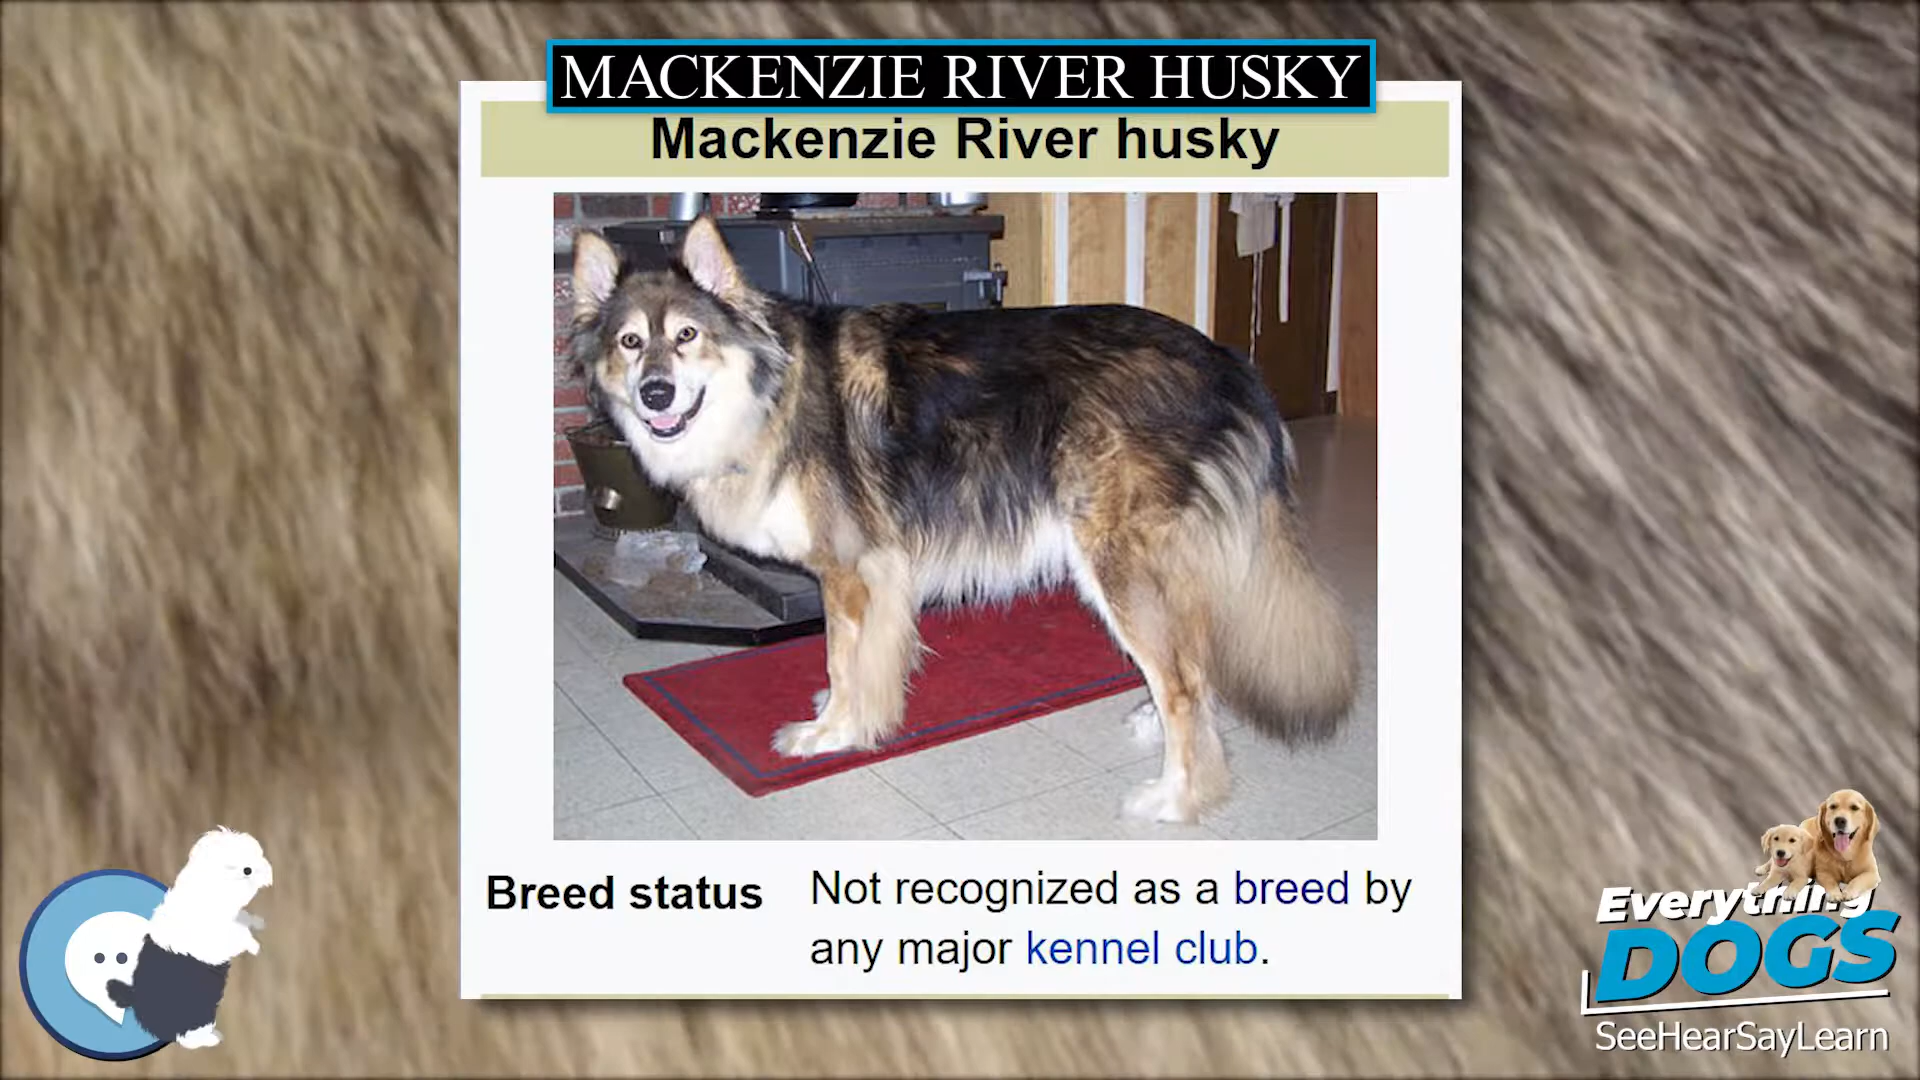 MACKENZIE RIVER HUSKY
Mackenzie River husky
Breed status
Not recognized as a breed by
any major kennel club.
Everything
DOGS
SeeHearSayLearn